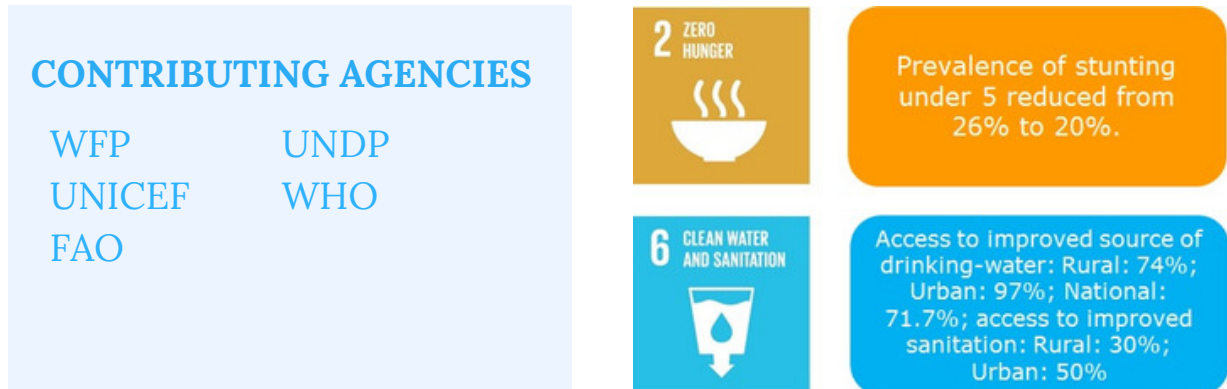 CONTRIBUTING AGENCIES
WFP
UNDP
UNICEF
WHO
FAO
2 ZERO
HUNGER
Prevalence of stunting
under 5 reduced from
26% to 20%.
6 CLEAN WATER
AND SANITATION
Access to improved source of
drinking-water: Rural: 74%;
Urban: 97%; National:
71.7%; access to improved
sanitation: Rural: 30%;
Urban: 50%